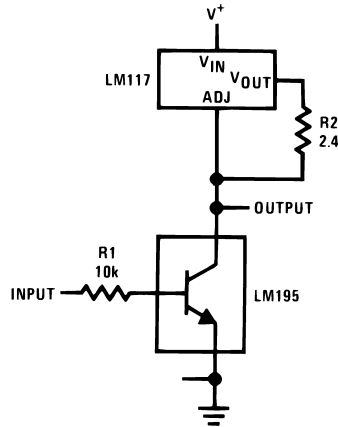 V+
LM117
VIN
VOUT
ADJ
R2
2.4
OUTPUT
R1
10k
INPUT
LM195